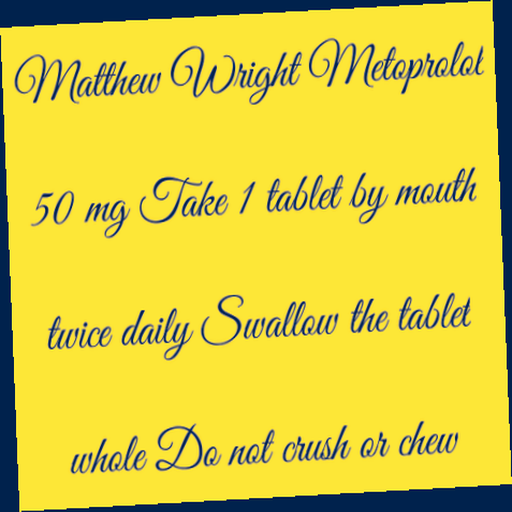 Matthew Wright Metoprolol
50 mg Take 1 tablet by mouth
twice daily Swallow the tablet
whole Do not crush or chew